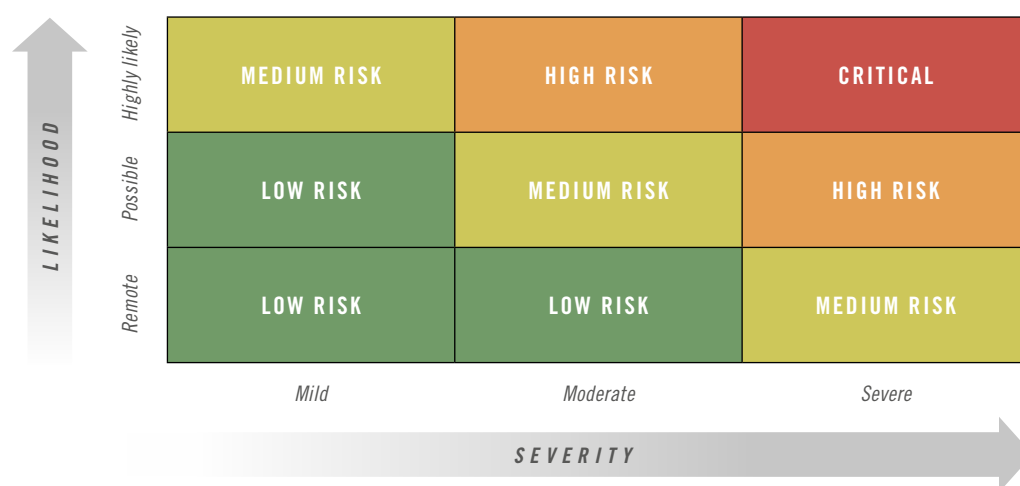 LIKELIHOOD
Highly likely
MEDIUM RISK
HIGH RISK
CRITICAL
Possible
LOW RISK
MEDIUM RISK
HIGH RISK
Remote
LOW RISK
LOW RISK
MEDIUM RISK
Mild
Moderate
Severe
SEVERITY